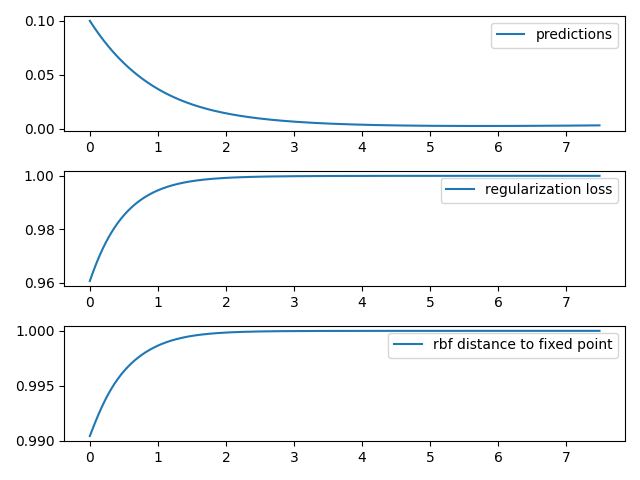 0.10
0.05
0.00
predictions
0 1 2 3 4 5 6 7
1.00
0.98
0.96
regularization loss
0 1 2 3 4 5 6 7
1.000
0.995
0.990
rbf distance to fixed point
0 1 2 3 4 5 6 7